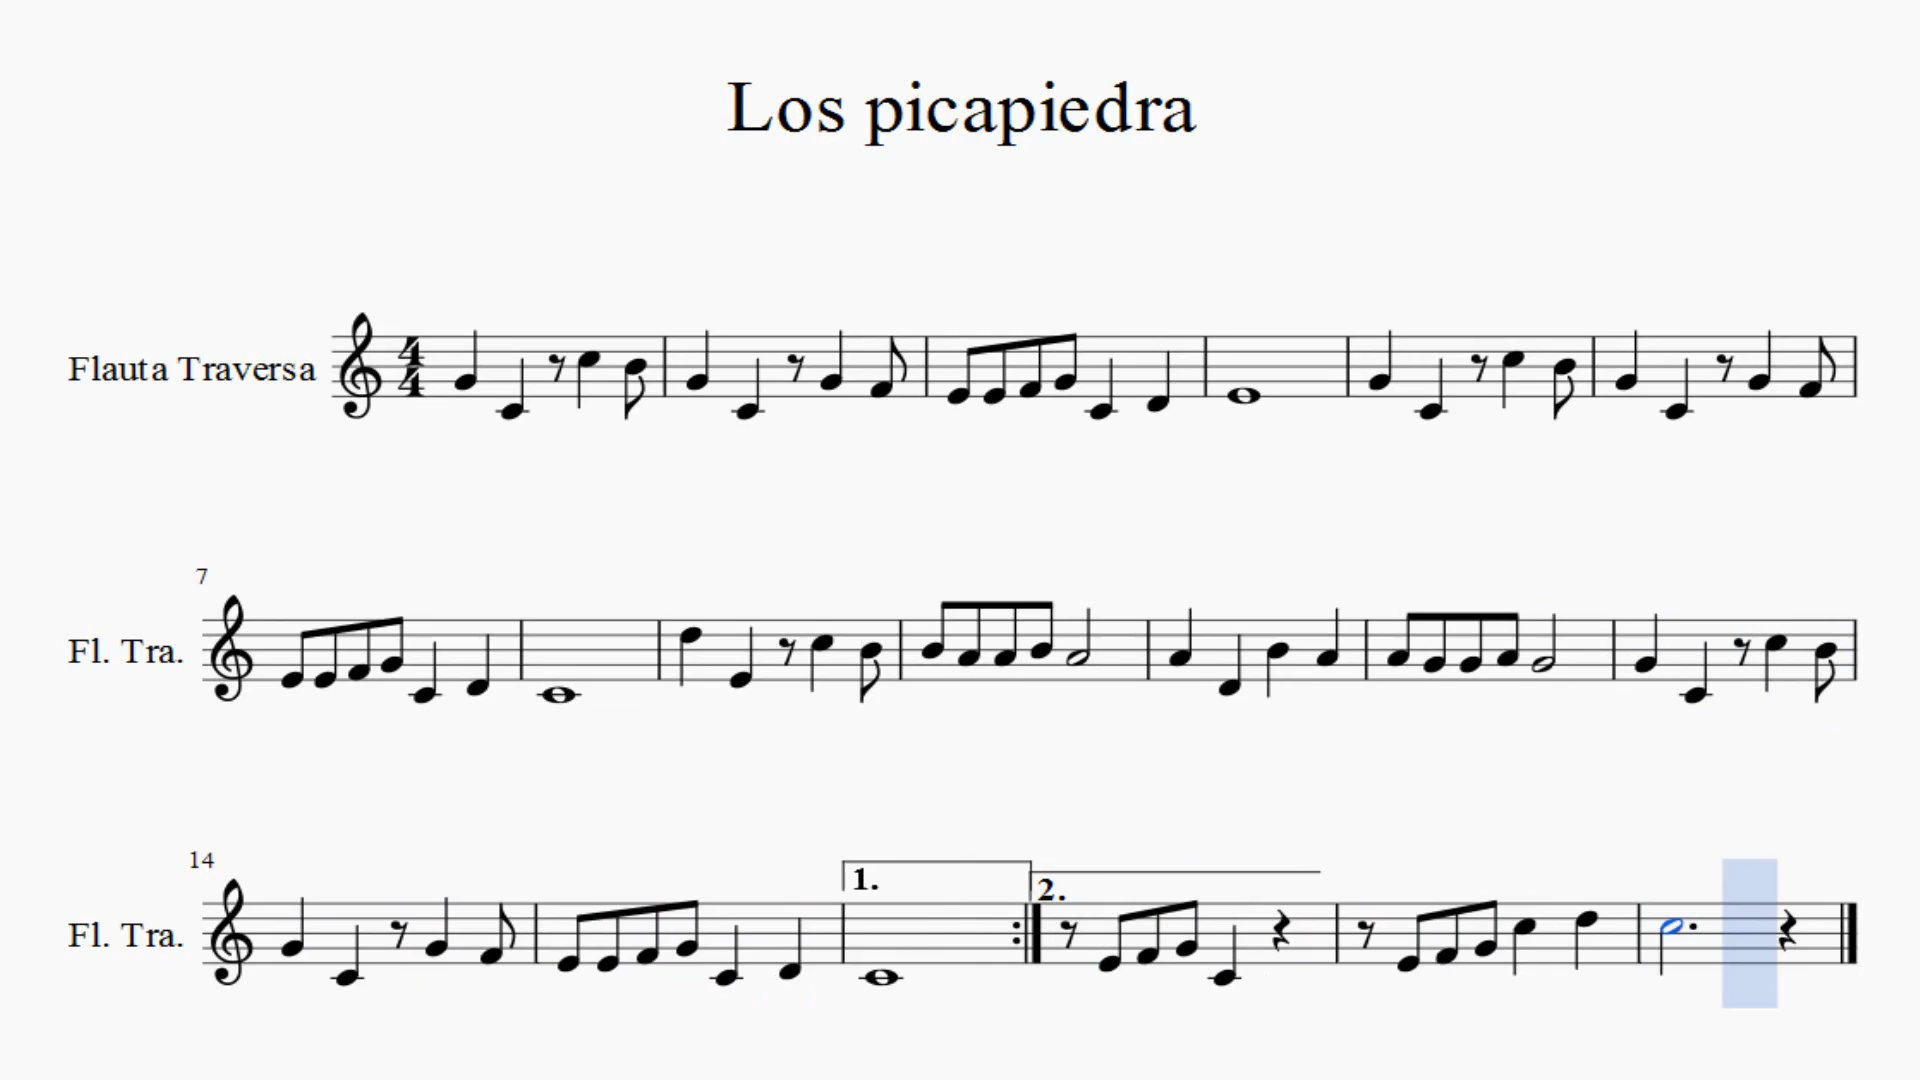 Los picapiedra
Flauta Traversa
4
4
7
Fl. Tra.
14
1.
2.
Fl. Tra.